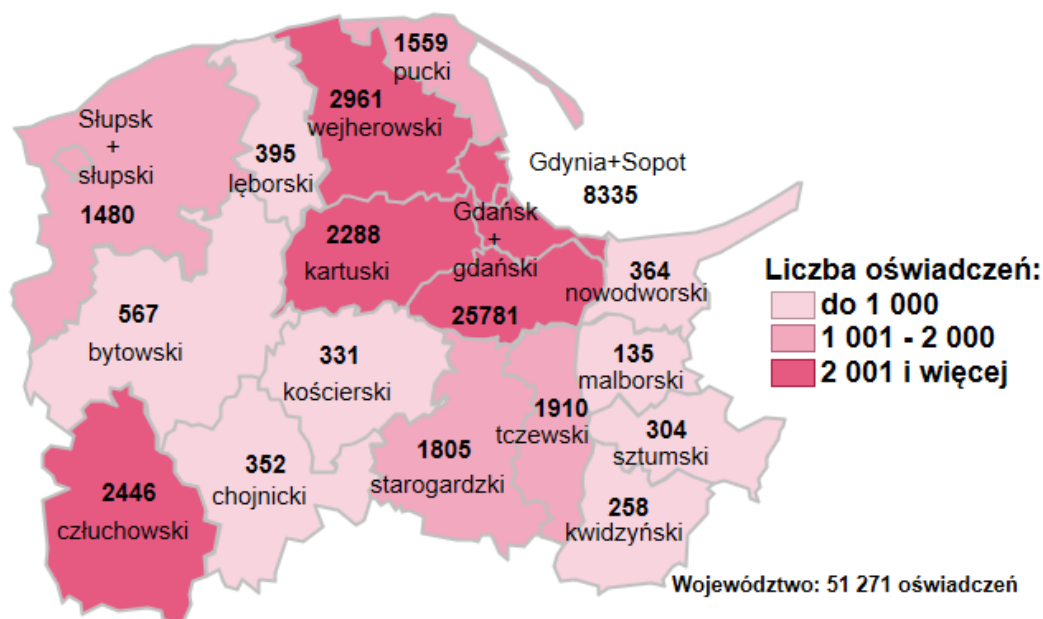 1559
pucki
2961
wejherowski
Słupsk
+
słupski
1480
395
lęborski
Gdynia+Sopot
8335
2288
kartuski
Gdańsk
+
gdański
25781
364
nowodworski
567
bytowski
331
kościerski
135
malborski
1910
tczewski
304
sztumski
1805
starogardzki
352
chojnicki
2446
człuchowski
258
kwidzyński
Liczba oświadczeń:
do 1 000
1 001 - 2 000
2 001 i więcej
Województwo: 51 271 oświadczeń